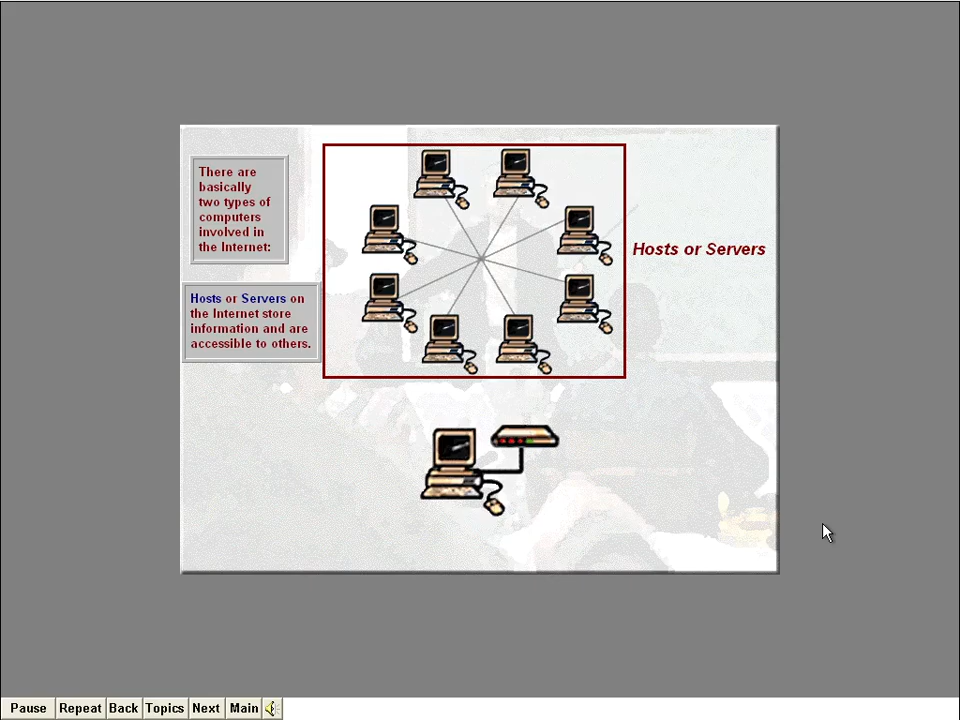 There are
basically
two types of
computers
involved in
the Internet:
Hosts or Servers
Hosts or Servers on
the Internet store
information and are
accessible to others.
Pause Repeat Back Topics Next Main